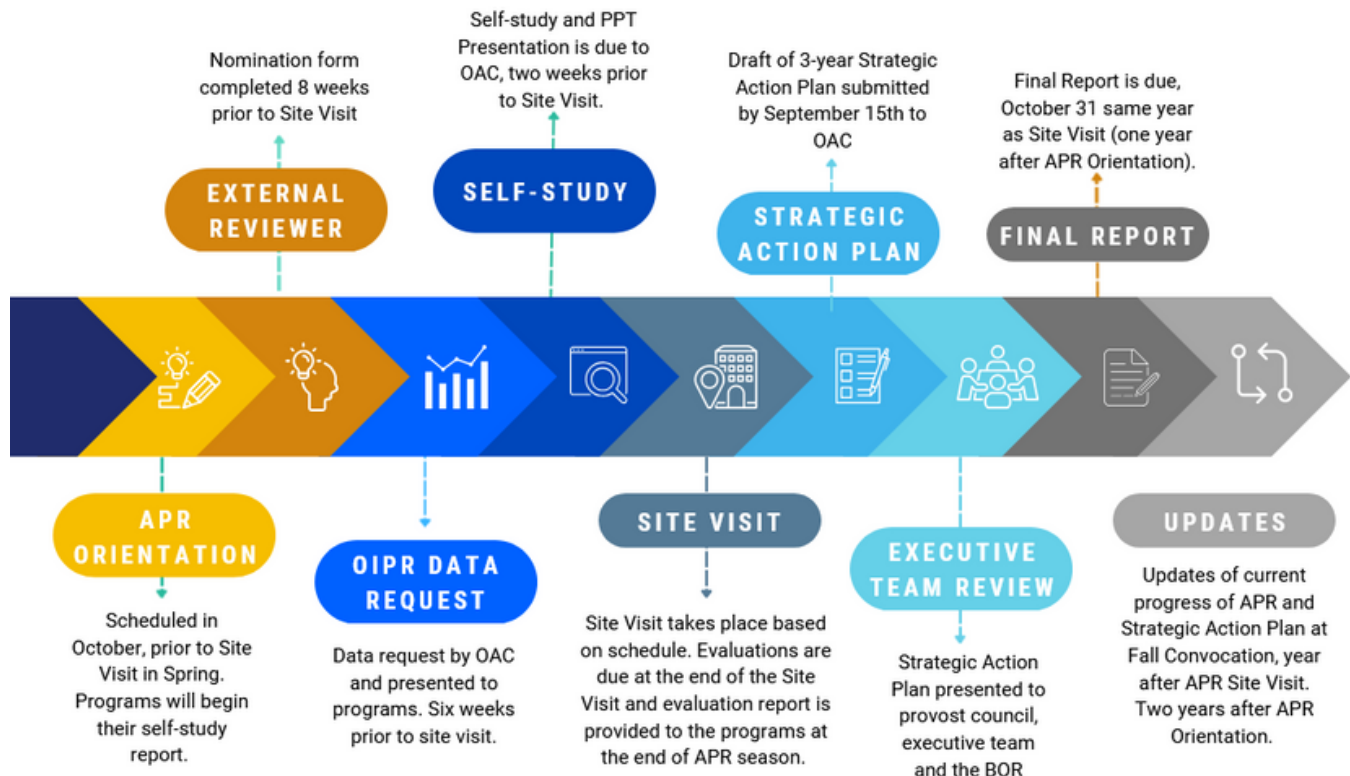 Nomination form
completed 8 weeks
prior to Site Visit
EXTERNAL
REVIEWER
Self-study and PPT
Presentation is due to
OAC, two weeks prior
to Site Visit.
SELF-STUDY
Draft of 3-year Strategic
Action Plan submitted
by September 15th to
OAC
STRATEGIC
ACTION PLAN
Final Report is due,
October 31 same year
as Site Visit (one year
after APR Orientation).
FINAL REPORT
APR
ORIENTATION
Scheduled in
October, prior to Site
Visit in Spring.
Programs will begin
their self-study
report.
OIPR DATA
REQUEST
Data request by OAC
and presented to
programs. Six weeks
prior to site visit.
SITE VISIT
Site Visit takes place based
on schedule. Evaluations are
due at the end of the Site
Visit and evaluation report is
provided to the programs at
the end of APR season.
EXECUTIVE
TEAM REVIEW
Strategic Action
Plan presented to
provost council,
executive team
and the BOR
UPDATES
Updates of current
progress of APR and
Strategic Action Plan at
Fall Convocation, year
after APR Site Visit.
Two years after APR
Orientation.